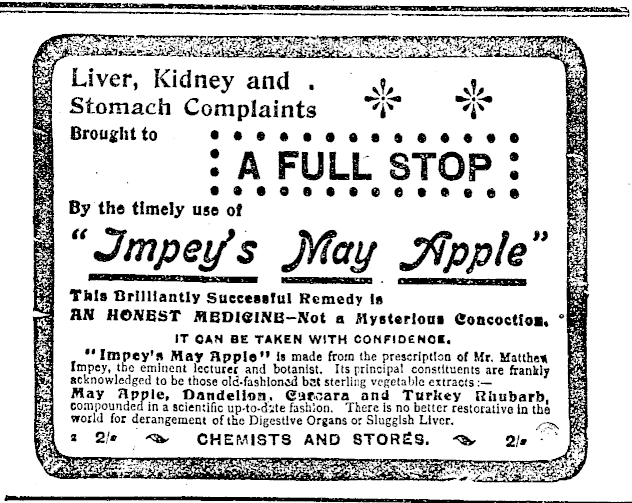 Liver, Kidney and
Stomach Complaints
Brought to
A FULL STOP
By the timely use of
"Impey's May Apple"
This Brilliantly Successful Remedy is
AN HONEST MEDICINE—Not a Mysterious Concoction.
IT CAN BE TAKEN WITH CONFIDENCE.
"Impey's May Apple" is made from the prescription of Mr. Matthew
Impey, the eminent lecturer and botanist. Its principal constituents are frankly
acknowledged to be those old-fashioned but sterling vegetable extracts:—
May Apple, Dandelion, Cascara and Turkey Rhubarb,
compounded in a scientific up-to-date fashion. There is no better restorative in the
world for derangement of the Digestive Organs or Sluggish Liver.
2/- CHEMISTS AND STORES. 2/-